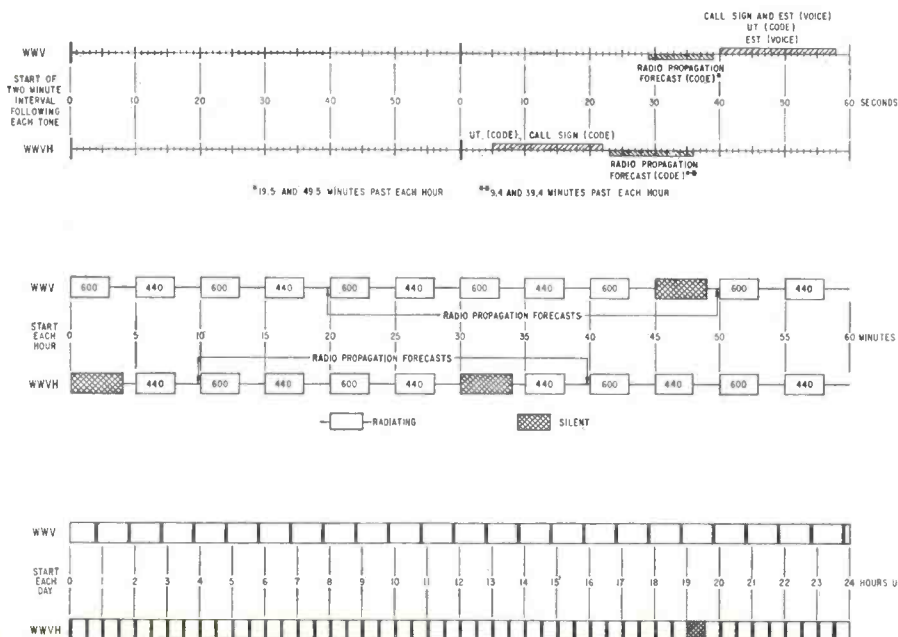 CALL SIGN AND EST (VOICE)
UT (CODE)
EST (VOICE)
WWV
RADIO PROPAGATION
FORECAST (CODE)*
START OF
TWO MINUTE
INTERVAL
FOLLOWING
EACH TONE
0 10 20 30 40 50 0 10 20 30 40 50 60 SECONDS
UT (CODE), CALL SIGN (CODE)
WWVH
RADIO PROPAGATION
FORECAST (CODE)**
*19.5 AND 49.5 MINUTES PAST EACH HOUR **9.4 AND 39.4 MINUTES PAST EACH HOUR
WWV 600 440 600 440 600 440 600 440 600 600 440
RADIO PROPAGATION FORECASTS
START
EACH
HOUR
0 5 10 15 20 25 30 35 40 45 50 55 60 MINUTES
RADIO PROPAGATION FORECASTS
WWVH 440 600 440 600 440 440 600 440 600 440
RADIATING SILENT
WWV
START
EACH
DAY
0 1 2 3 4 5 6 7 8 9 10 11 12 13 14 15 16 17 18 19 20 21 22 23 24 HOURS U
WWVH